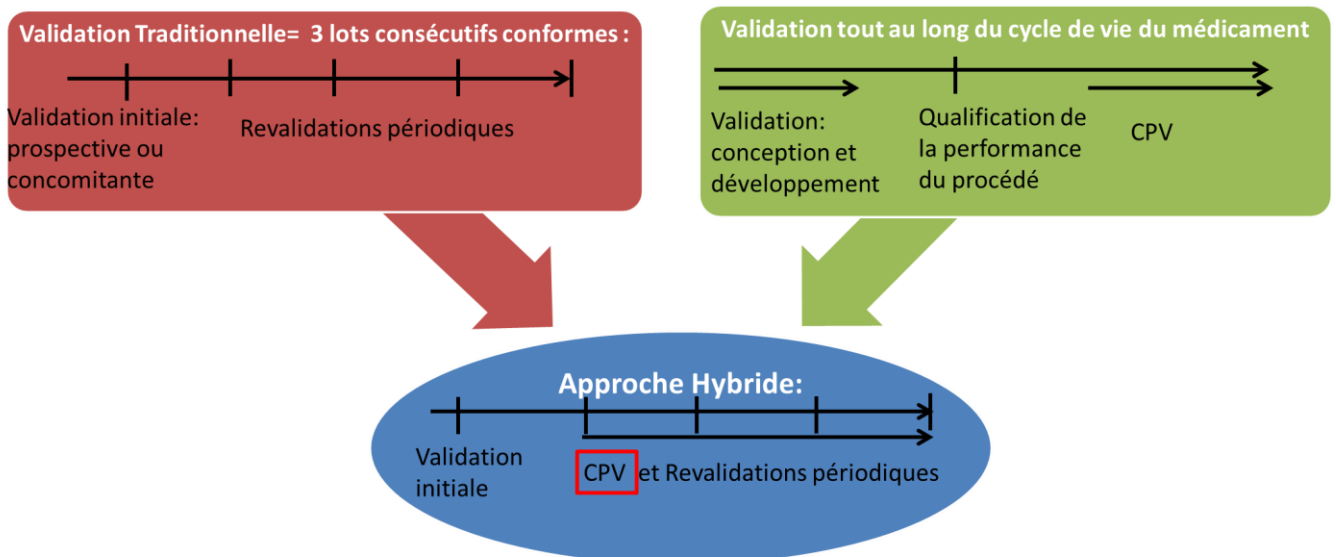 Validation Traditionnelle= 3 lots consécutifs conformes :
Validation initiale:
prospective ou
concomitante
Revalidations périodiques
Validation tout au long du cycle de vie du médicament
Validation:
conception et
développement
Qualification de
la performance
du procédé
CPV
Approche Hybride:
Validation
initiale
CPV et Revalidations périodiques